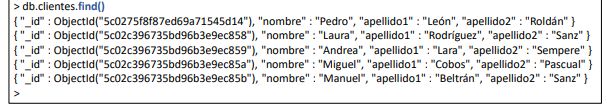 > db.clientes.find()
{ "_id" : ObjectId("5c0275f8f87ed69a71545d14"), "nombre" : "Pedro", "apellido1" : "León", "apellido2" : "Roldán" }
{ "_id" : ObjectId("5c02c396735bd96b3e9ec858"), "nombre" : "Laura", "apellido1" : "Rodríguez", "apellido2" : "Sanz" }
{ "_id" : ObjectId("5c02c396735bd96b3e9ec859"), "nombre" : "Andrea", "apellido1" : "Lara", "apellido2" : "Sempere" }
{ "_id" : ObjectId("5c02c396735bd96b3e9ec85a"), "nombre" : "Miguel", "apellido1" : "Cobos", "apellido2" : "Pascual" }
{ "_id" : ObjectId("5c02c396735bd96b3e9ec85b"), "nombre" : "Manuel", "apellido1" : "Beltrán", "apellido2" : "Sanz" }
>